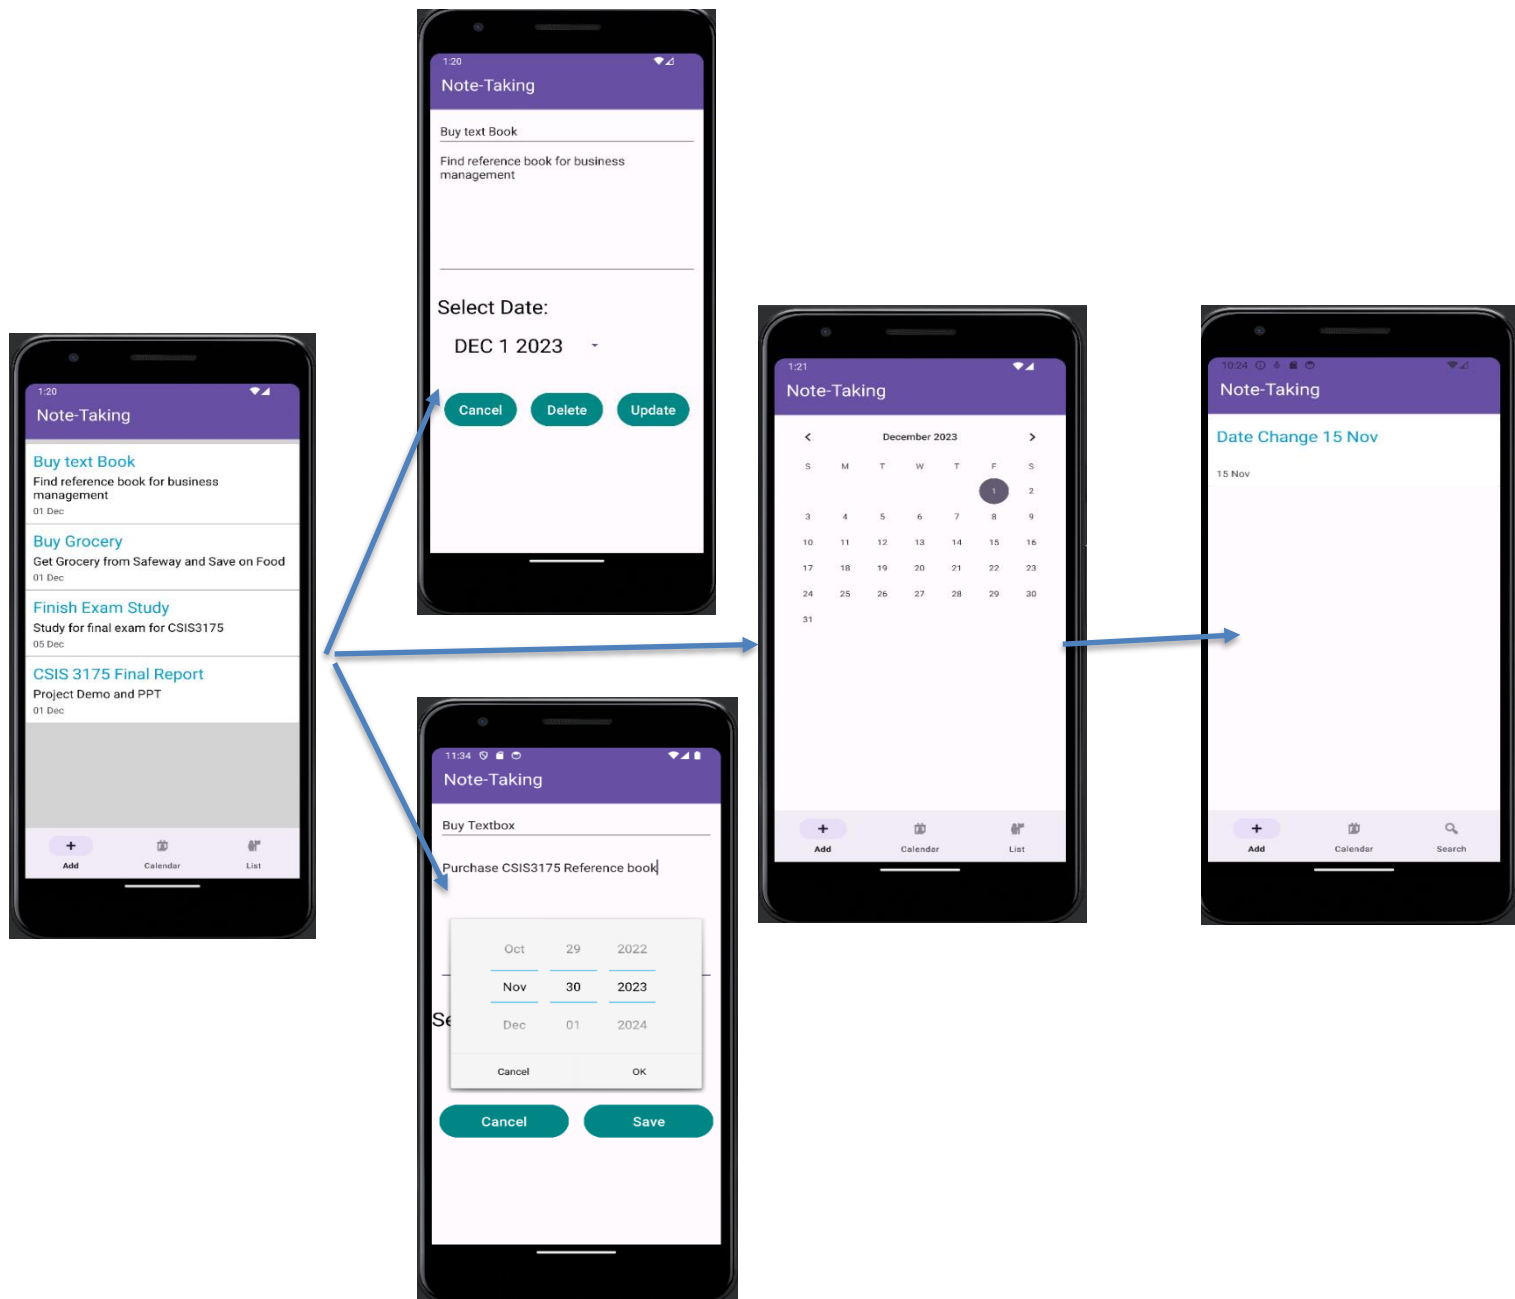 1:20
Note-Taking
Buy text Book
Find reference book for business
management
01 Dec
Buy Grocery
Get Grocery from Safeway and Save on Food
01 Dec
Finish Exam Study
Study for final exam for CSIS3175
05 Dec
CSIS 3175 Final Report
Project Demo and PPT
01 Dec
Add Calendar List
1:20
Note-Taking
Buy text Book
Find reference book for business
management
Select Date:
DEC 1 2023
Cancel Delete Update
11:34
Note-Taking
Buy Textbox
Purchase CSIS3175 Reference book
Oct 29 2022
Nov 30 2023
Se
Dec 01 2024
Cancel OK
Cancel Save
1:21
Note-Taking
December 2023
S M T W T F S
1 2
3 4 5 6 7 8 9
10 11 12 13 14 15 16
17 18 19 20 21 22 23
24 25 26 27 28 29 30
31
Add Calendar List
10:24
Note-Taking
Date Change 15 Nov
15 Nov
Add Calendar Search